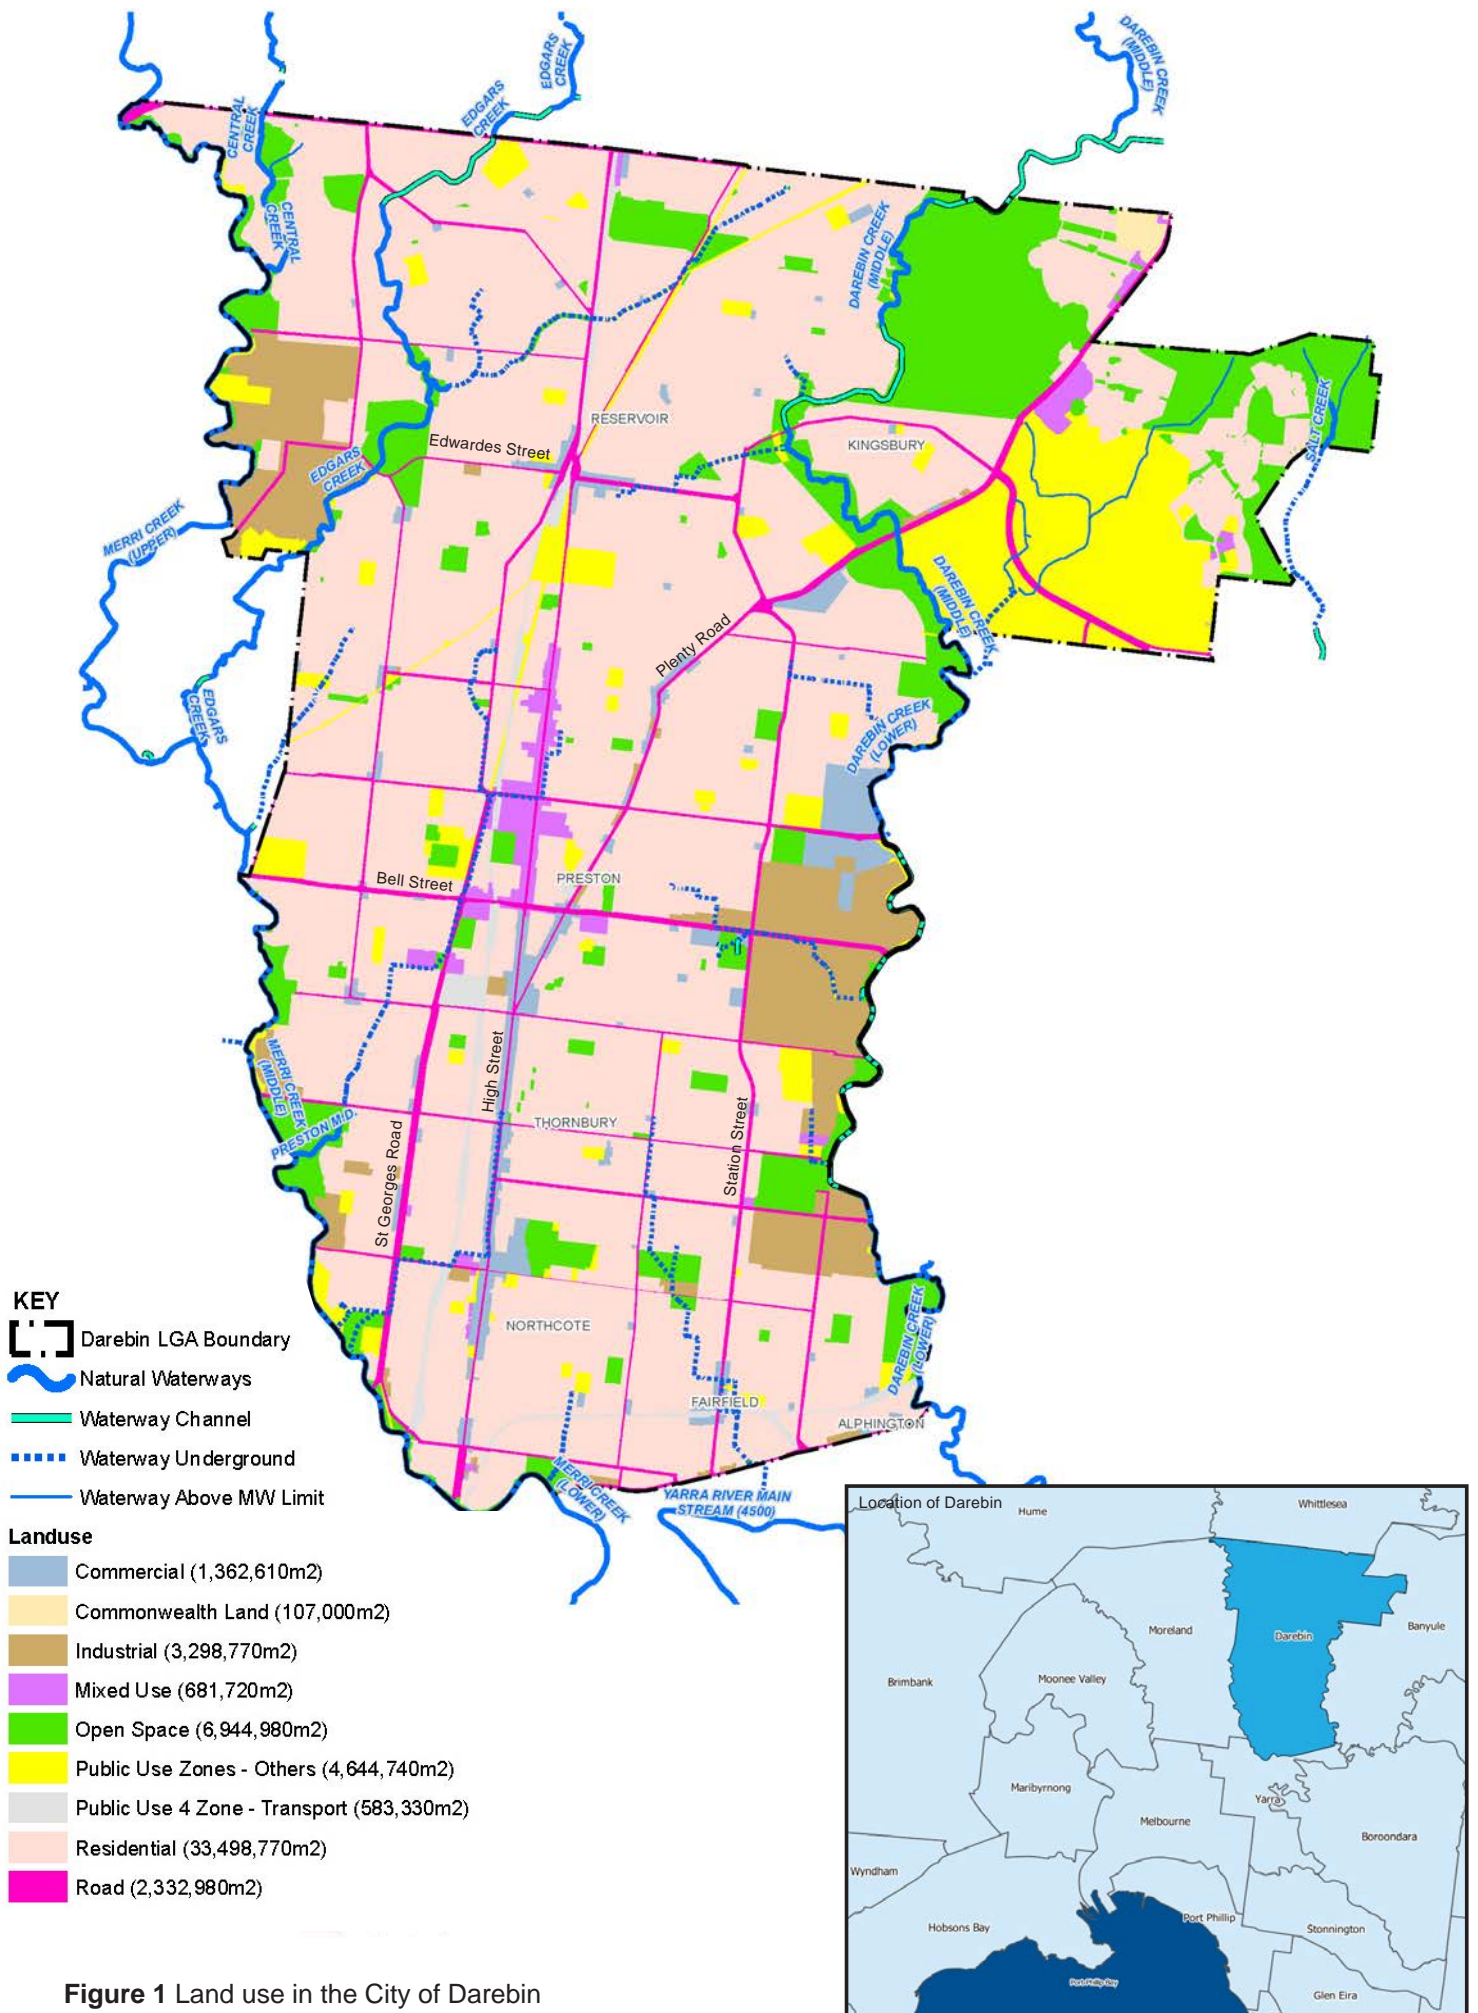 EDGARS
CREEK
DAREBIN CREEK
(MIDDLE)
EDGARS
CREEK
CENTRAL
CREEK
CENTRAL
CREEK
DAREBIN CREEK
(MIDDLE)
RESERVOIR
KINGSBURY
SALT CREEK
Edwardes Street
EDGARS
CREEK
MERRI CREEK
(UPPER)
DAREBIN CREEK
(MIDDLE)
Plenty Road
EDGARS
CREEK
DAREBIN CREEK
(LOWER)
Bell Street
PRESTON
MERRI CREEK
(MIDDLE)
High Street
PRESTON M.D.
THORNBURY
Station Street
St Georges Road
NORTHCOTE
DAREBIN CREEK
(LOWER)
FAIRFIELD
ALPHINGTON
MERRI CREEK
(LOWER)
YARRA RIVER MAIN
STREAM (4500)
KEY
Darebin LGA Boundary
Natural Waterways
Waterway Channel
Waterway Underground
Waterway Above MW Limit
Landuse
Commercial (1,362,610m2)
Commonwealth Land (107,000m2)
Industrial (3,298,770m2)
Mixed Use (681,720m2)
Open Space (6,944,980m2)
Public Use Zones - Others (4,644,740m2)
Public Use 4 Zone - Transport (583,330m2)
Residential (33,498,770m2)
Road (2,332,980m2)
Location of Darebin
Hume
Whittlesea
Moreland
Darebin
Banyule
Brimbank
Moonee Valley
Maribyrnong
Yarra
Melbourne
Boroondara
Wyndham
Hobsons Bay
Port Phillip
Stonnington
Port Phillip Bay
Glen Eira
Figure 1 Land use in the City of Darebin